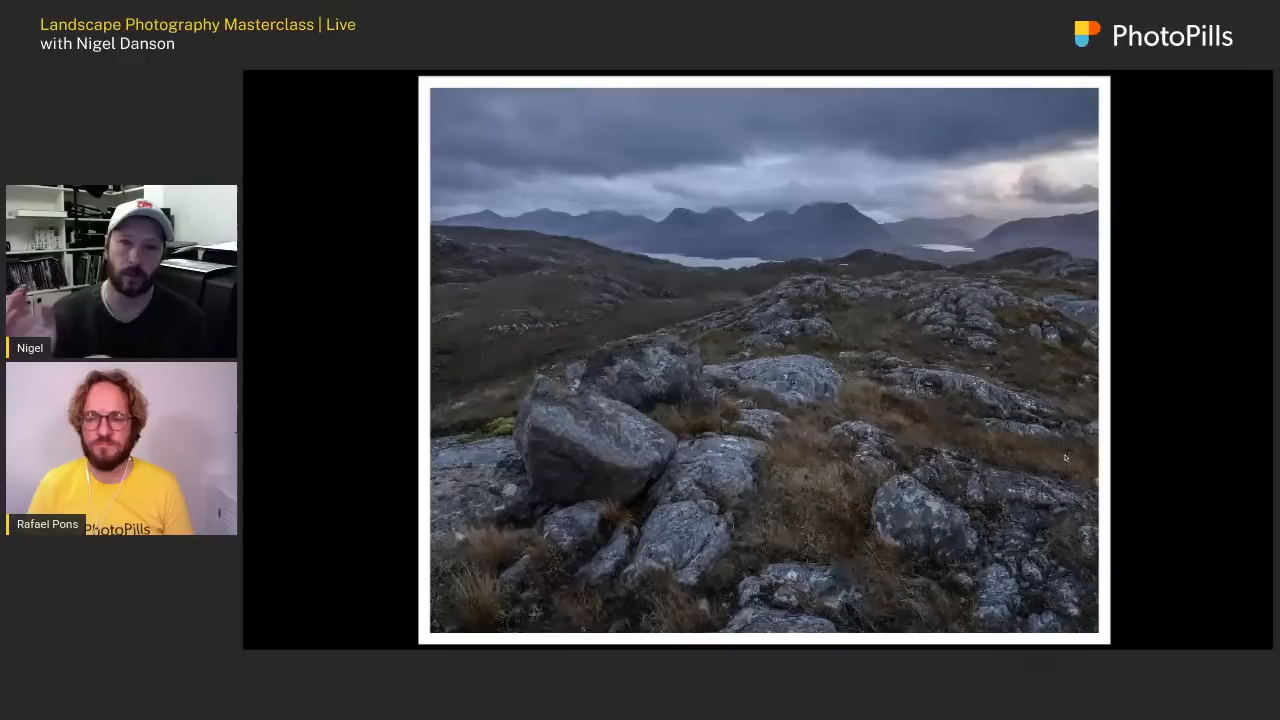 Landscape Photography Masterclass | Live
with Nigel Danson
PhotoPills
Nigel
Rafael Pons
PhotoPills